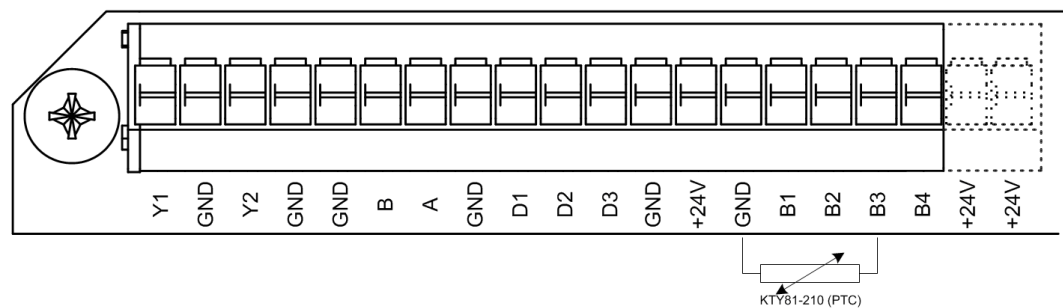 Y1 GND Y2 GND GND B A GND D1 D2 D3 GND +24V GND B1 B2 B3 B4 +24V +24V
KTY81-210 (PTC)